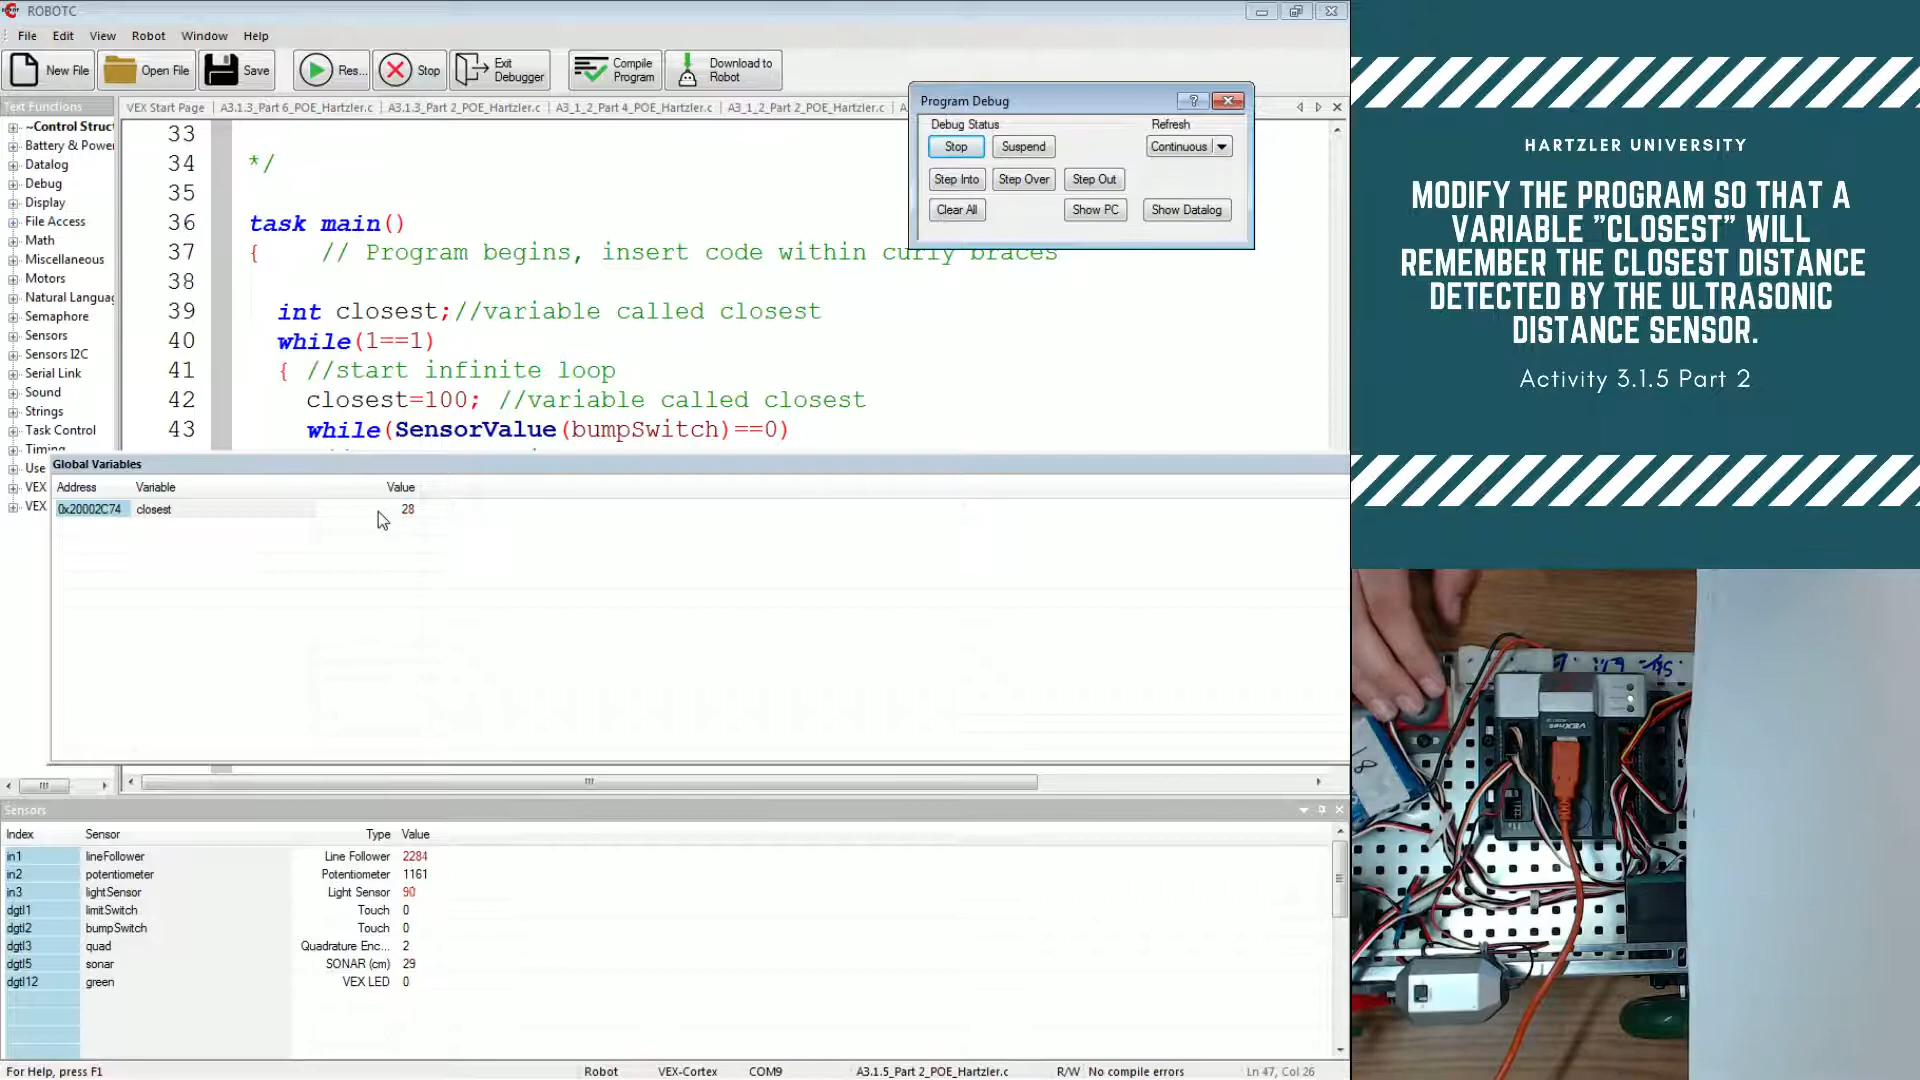 ROBOTC
File Edit View Robot Window Help
New File Open File Save Res... Stop Exit Debugger Compile Program Download to Robot
Text Functions
VEX Start Page | A3.1.3_Part 6_POE_Hartzler.c | A3.1.3_Part 2_POE_Hartzler.c | A3_1_2_Part 4_POE_Hartzler.c | A3_1_2_Part 2_POE_Hartzler.c |
~Control Struct
Battery & Power
Datalog
Debug
Display
File Access
Math
Miscellaneous
Motors
Natural Languag
Semaphore
Sensors
Sensors I2C
Serial Link
Sound
Strings
Task Control
Timing
Use
VEX
VEX
33
34 */
35
36 task main()
37 { // Program begins, insert code within curly braces
38
39 int closest;//variable called closest
40 while(1==1)
41 { //start infinite loop
42 closest=100; //variable called closest
43 while(SensorValue(bumpSwitch)==0)
Program Debug
Debug Status Refresh
Stop Suspend Continuous
Step Into Step Over Step Out
Clear All Show PC Show Datalog
Global Variables
Address Variable Value
0x20002C74 closest 28
Sensors
Index Sensor Type Value
in1 lineFollower Line Follower 2284
in2 potentiometer Potentiometer 1161
in3 lightSensor Light Sensor 90
dgtl1 limitSwitch Touch 0
dgtl2 bumpSwitch Touch 0
dgtl3 quad Quadrature Enc... 2
dgtl5 sonar SONAR (cm) 29
dgtl12 green VEX LED 0
For Help, press F1 Robot VEX-Cortex COM9 A3.1.5_Part 2_POE_Hartzler.c R/W No compile errors Ln 47, Col 26
HARTZLER UNIVERSITY
MODIFY THE PROGRAM SO THAT A
VARIABLE "CLOSEST" WILL
REMEMBER THE CLOSEST DISTANCE
DETECTED BY THE ULTRASONIC
DISTANCE SENSOR.
Activity 3.1.5 Part 2